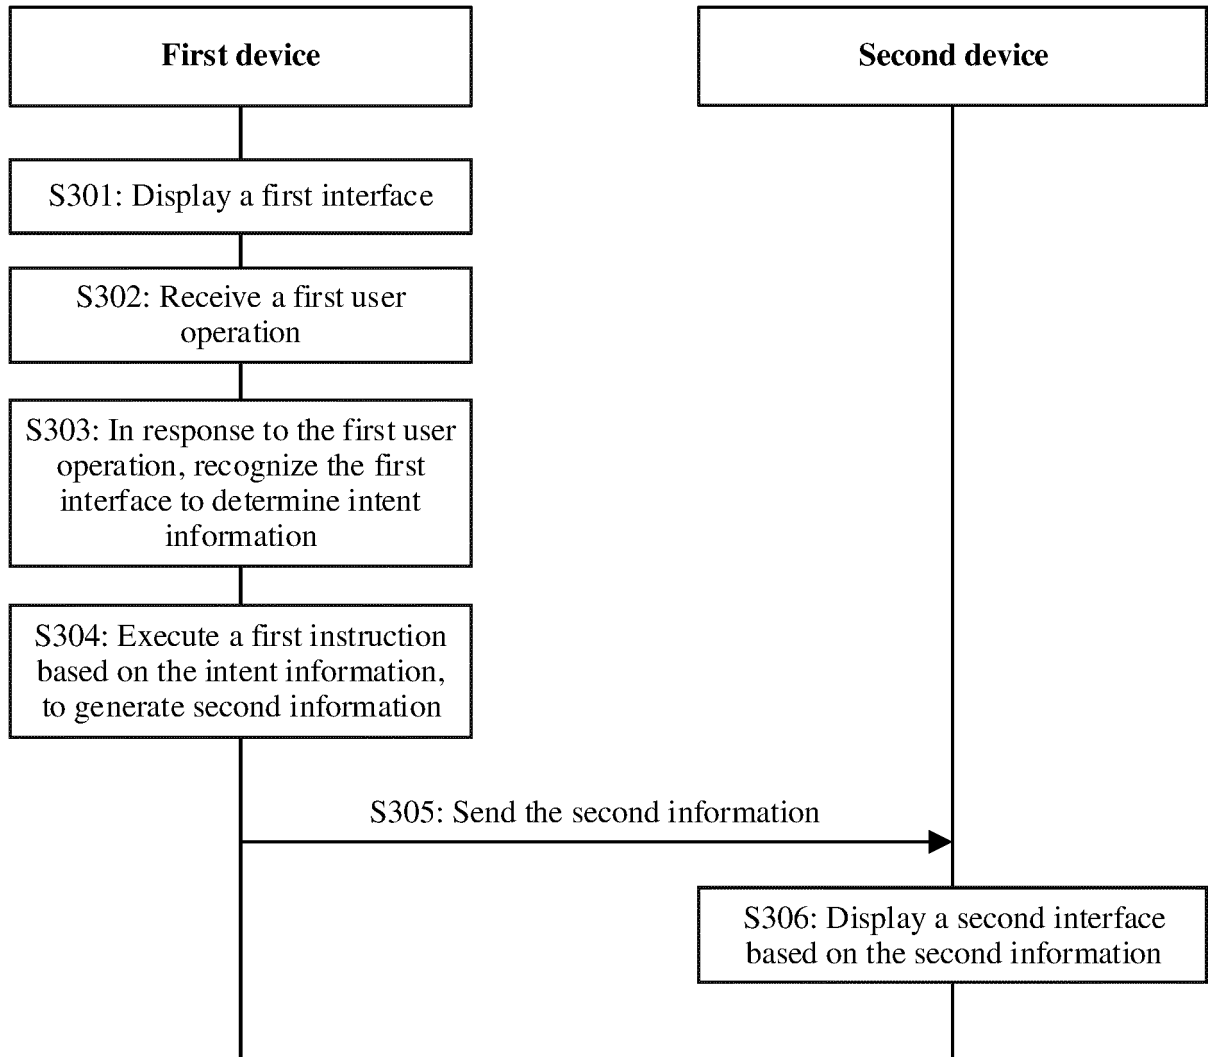 First device
Second device
S301: Display a first interface
S302: Receive a first user
operation
S303: In response to the first user
operation, recognize the first
interface to determine intent
information
S304: Execute a first instruction
based on the intent information,
to generate second information
S305: Send the second information
S306: Display a second interface
based on the second information